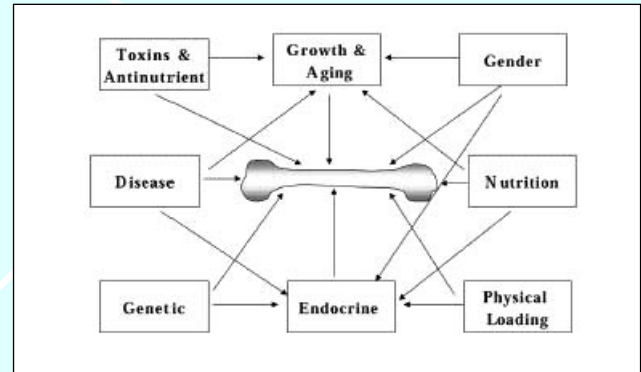 Toxins &
Antinutrient
Growth &
Aging
Gender
Disease
Nutrition
Genetic
Endocrine
Physical
Loading